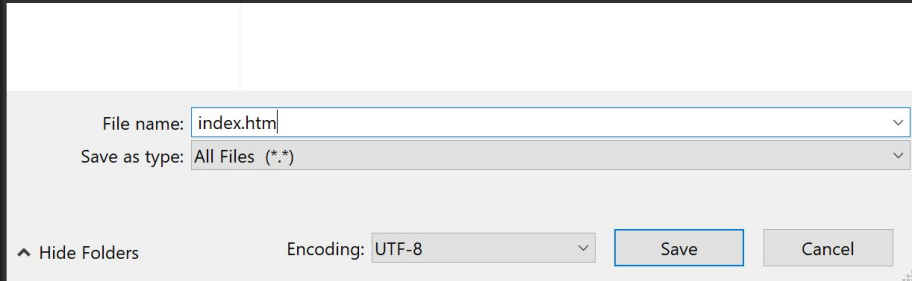 File name: index.htm
Save as type: All Files (*.*)
Hide Folders Encoding: UTF-8 Save Cancel